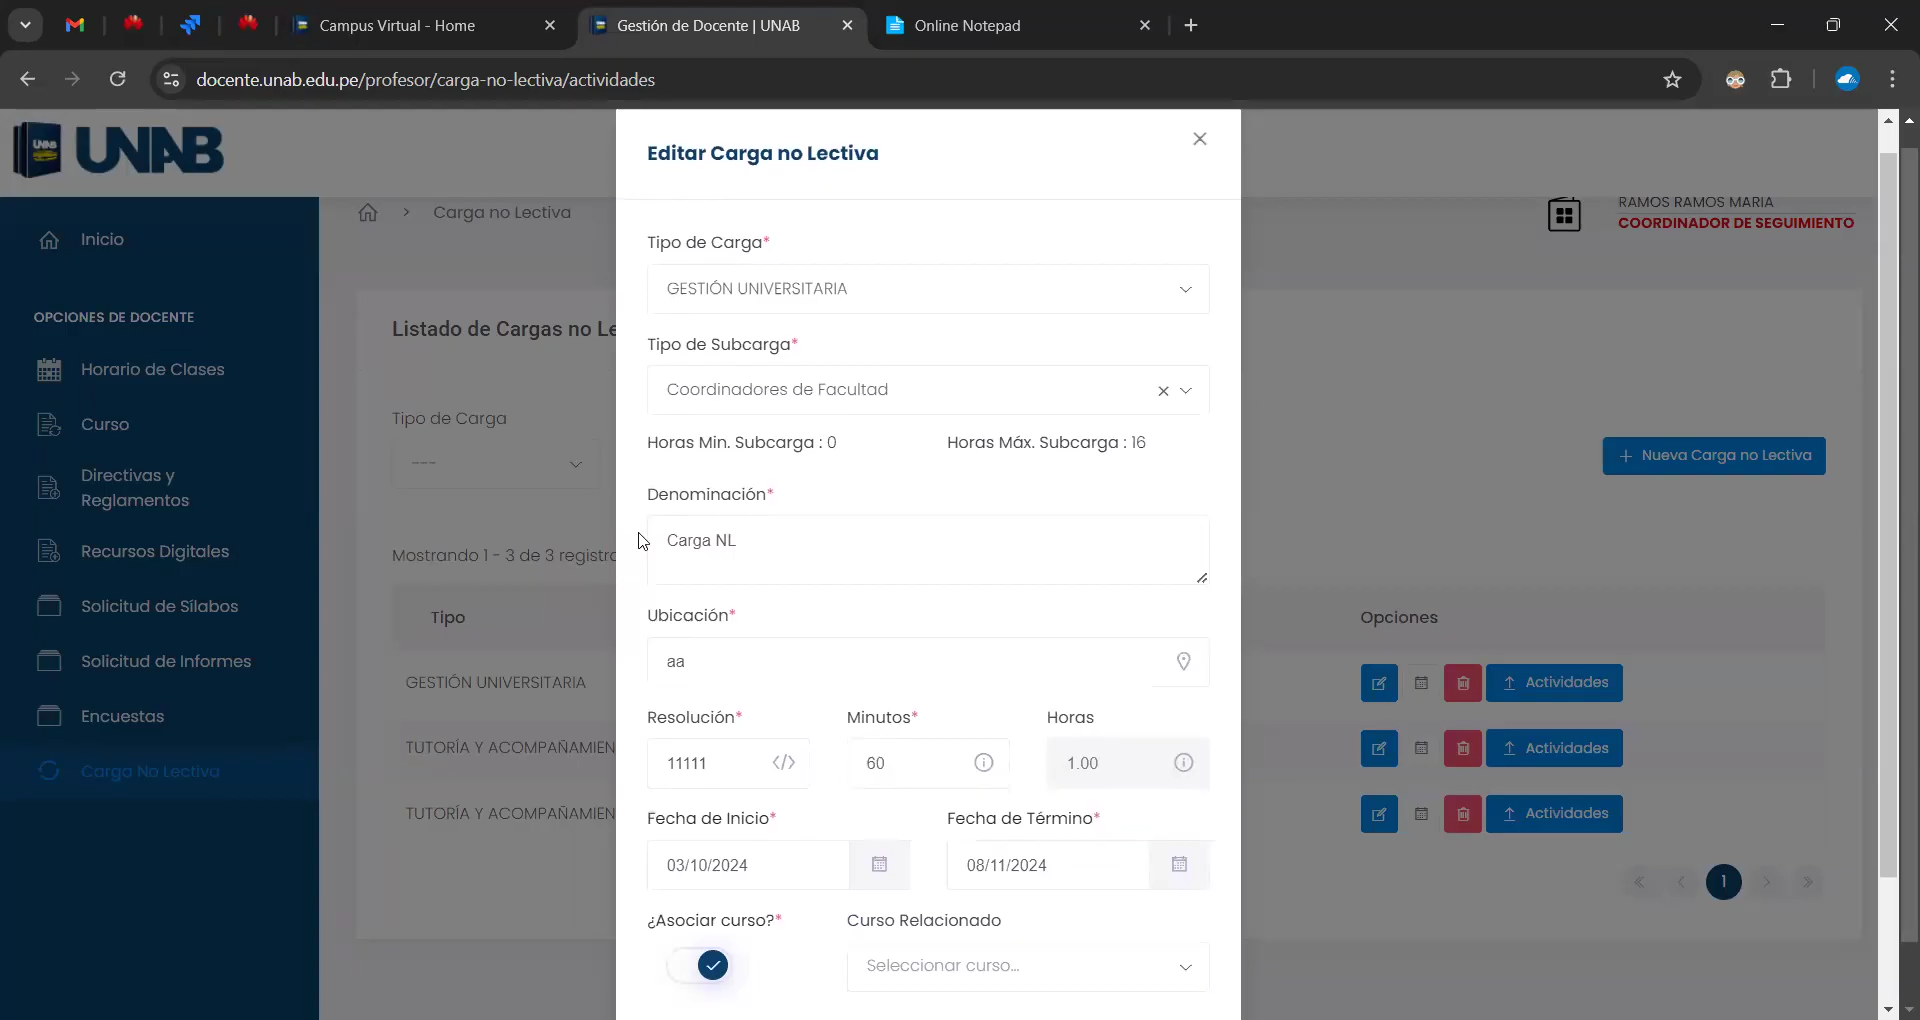 Campus Virtual - Home
Gestión de Docente | UNAB
Online Notepad
docente.unab.edu.pe/profesor/carga-no-lectiva/actividades
UNAB
UNAB
Carga no Lectiva
RAMOS RAMOS MARIA
COORDINADOR DE SEGUIMIENTO
Inicio
OPCIONES DE DOCENTE
Horario de Clases
Curso
Directivas y
Reglamentos
Recursos Digitales
Solicitud de Sílabos
Solicitud de Informes
Encuestas
Carga No Lectiva
Listado de Cargas no Le
Tipo de Carga
---
Nueva Carga no Lectiva
Mostrando 1 - 3 de 3 registro
Tipo
Opciones
GESTIÓN UNIVERSITARIA
Actividades
TUTORÍA Y ACOMPAÑAMIEN
Actividades
TUTORÍA Y ACOMPAÑAMIEN
Actividades
« ‹ 1 › »
Editar Carga no Lectiva
Tipo de Carga*
GESTIÓN UNIVERSITARIA
Tipo de Subcarga*
Coordinadores de Facultad
Horas Min. Subcarga : 0 Horas Máx. Subcarga : 16
Denominación*
Carga NL
Ubicación*
aa
Resolución* Minutos* Horas
11111 60 1.00
Fecha de Inicio* Fecha de Término*
03/10/2024 08/11/2024
¿Asociar curso?* Curso Relacionado
Seleccionar curso...